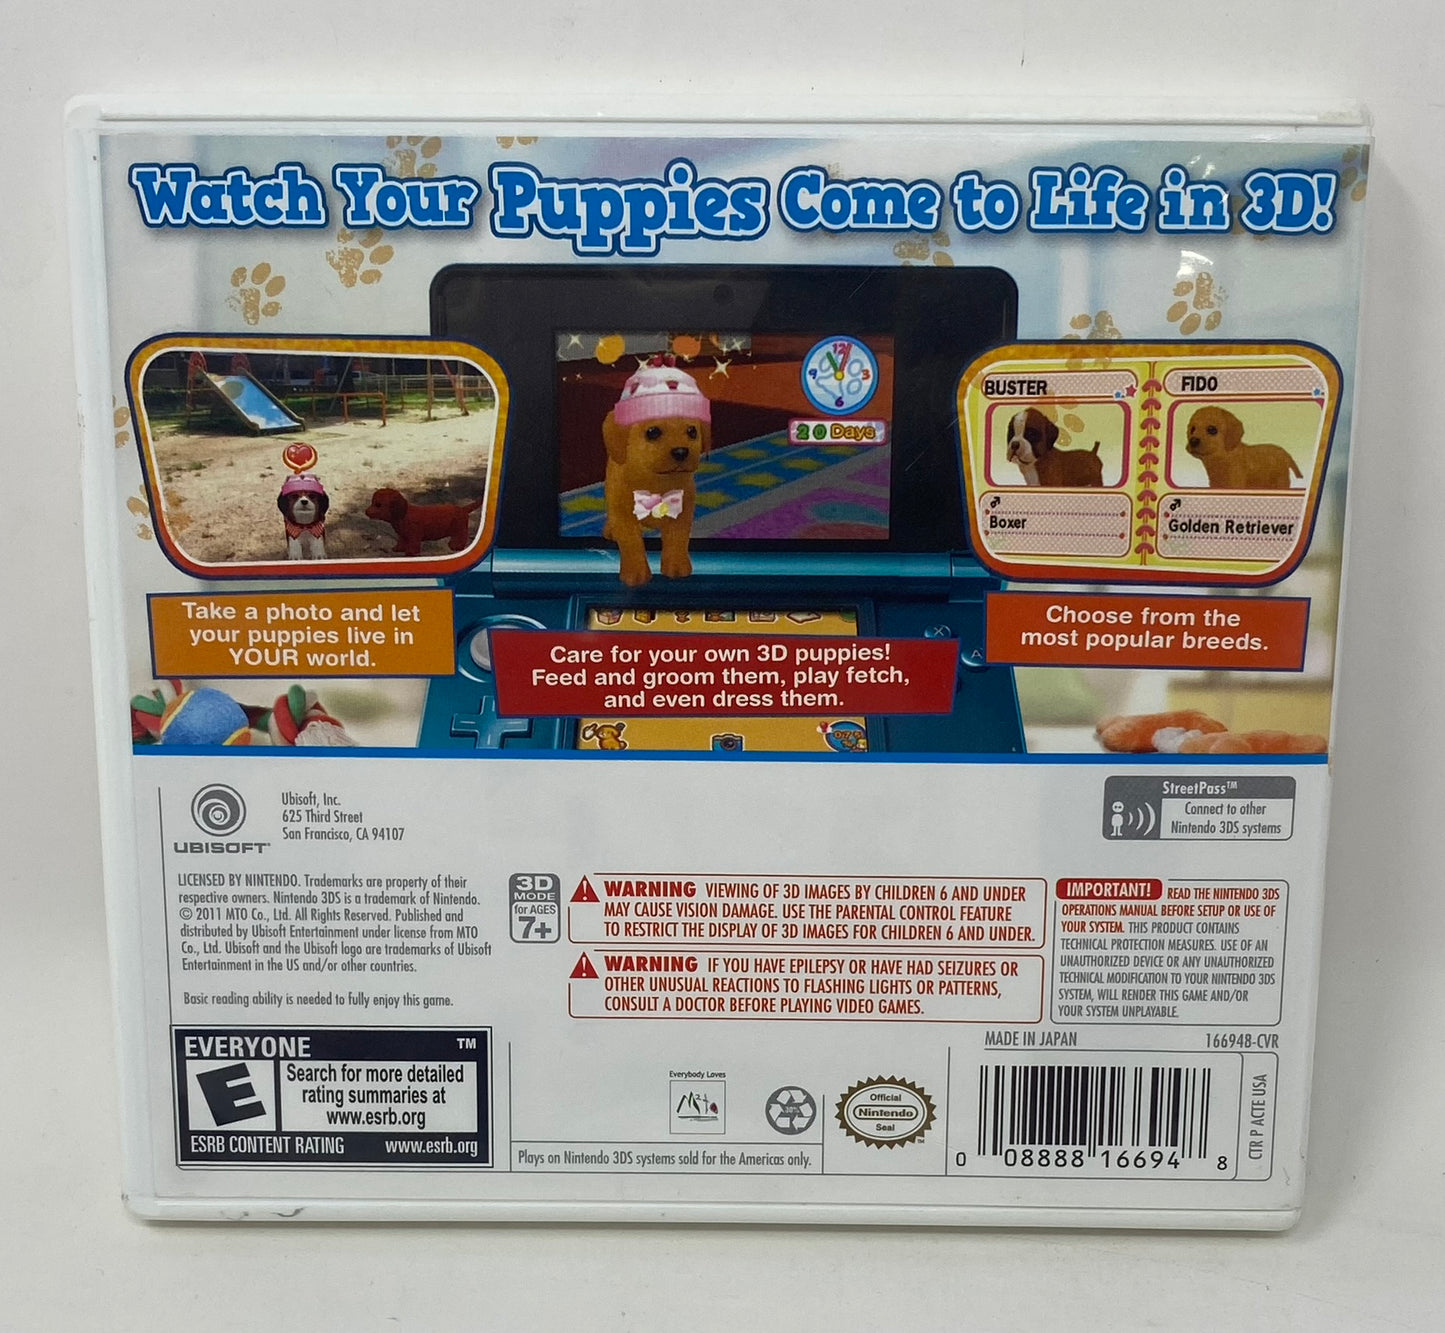 Watch Your Puppies Come to Life in 3D!
12
3
6
9
20 Days
BUSTER
FIDO
Boxer
Golden Retriever
Take a photo and let
your puppies live in
YOUR world.
X
A
Care for your own 3D puppies!
Feed and groom them, play fetch,
and even dress them.
Choose from the
most popular breeds.
UBISOFT®
Ubisoft, Inc.
625 Third Street
San Francisco, CA 94107
StreetPass™
Connect to other
Nintendo 3DS systems
LICENSED BY NINTENDO. Trademarks are property of their
respective owners. Nintendo 3DS is a trademark of Nintendo.
© 2011 MTO Co., Ltd. All Rights Reserved. Published and
distributed by Ubisoft Entertainment under license from MTO
Co., Ltd. Ubisoft and the Ubisoft logo are trademarks of Ubisoft
Entertainment in the US and/or other countries.
Basic reading ability is needed to fully enjoy this game.
3D
MODE
for AGES
7+
WARNING VIEWING OF 3D IMAGES BY CHILDREN 6 AND UNDER
MAY CAUSE VISION DAMAGE. USE THE PARENTAL CONTROL FEATURE
TO RESTRICT THE DISPLAY OF 3D IMAGES FOR CHILDREN 6 AND UNDER.
WARNING IF YOU HAVE EPILEPSY OR HAVE HAD SEIZURES OR
OTHER UNUSUAL REACTIONS TO FLASHING LIGHTS OR PATTERNS,
CONSULT A DOCTOR BEFORE PLAYING VIDEO GAMES.
IMPORTANT! READ THE NINTENDO 3DS
OPERATIONS MANUAL BEFORE SETUP OR USE OF
YOUR SYSTEM. THIS PRODUCT CONTAINS
TECHNICAL PROTECTION MEASURES. USE OF AN
UNAUTHORIZED DEVICE OR ANY UNAUTHORIZED
TECHNICAL MODIFICATION TO YOUR NINTENDO 3DS
SYSTEM, WILL RENDER THIS GAME AND/OR
YOUR SYSTEM UNPLAYABLE.
EVERYONE ™
E
Search for more detailed
rating summaries at
www.esrb.org
ESRB CONTENT RATING www.esrb.org
Everybody Loves
30%
Official
Nintendo
Seal
™
Plays on Nintendo 3DS systems sold for the Americas only.
MADE IN JAPAN
166948-CVR
0 08888 16694 8
CTR P ACTE USA